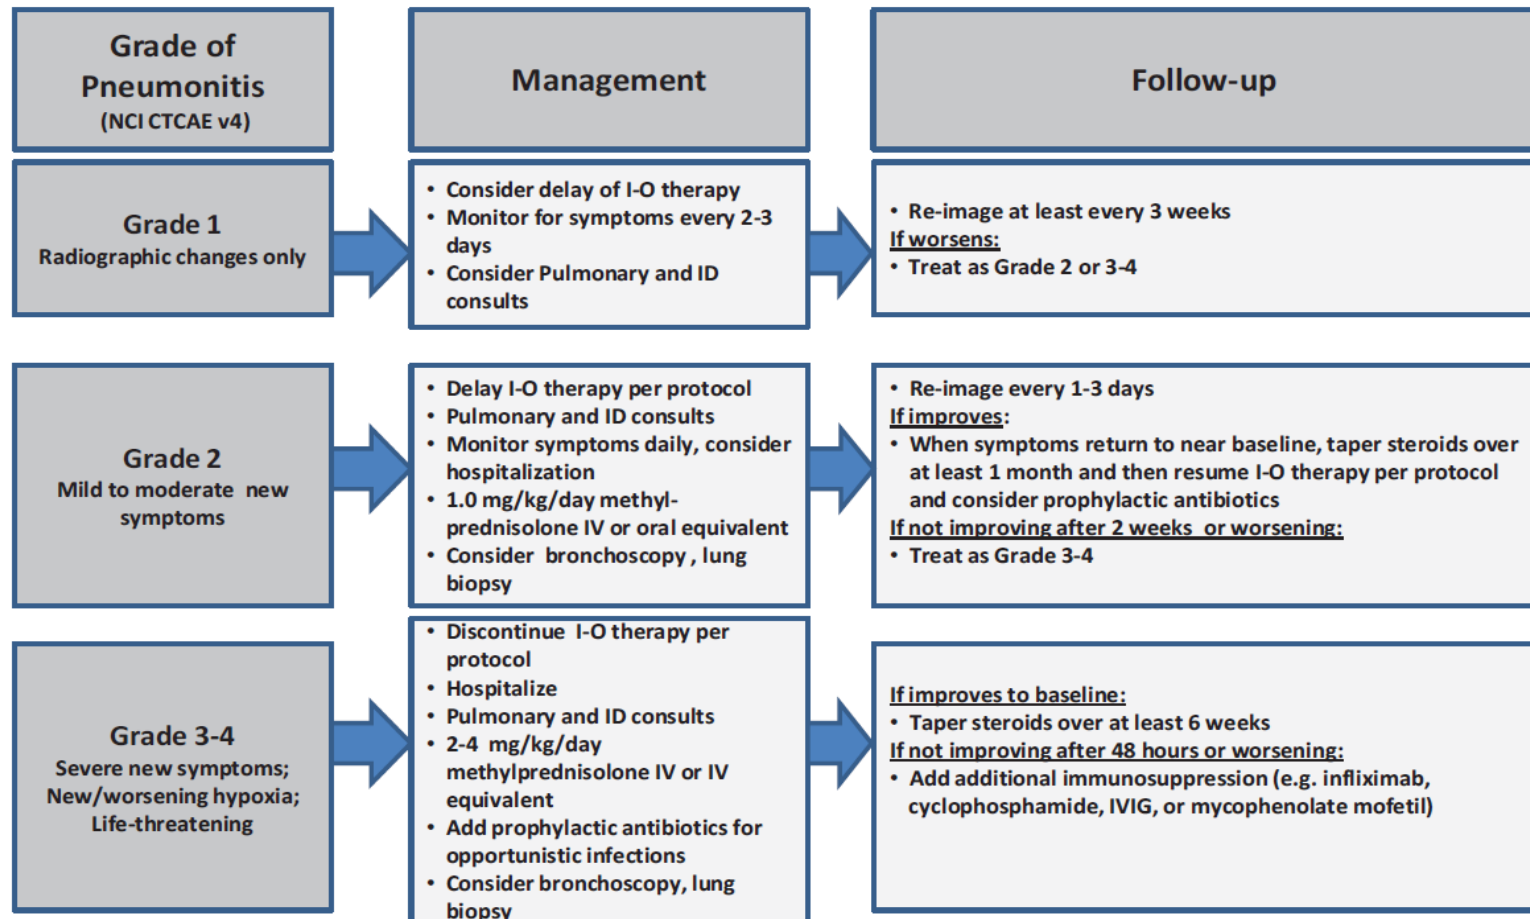 Grade of
Pneumonitis
(NCI CTCAE v4)
Management
Follow-up
Grade 1
Radiographic changes only
• Consider delay of I-O therapy
• Monitor for symptoms every 2-3
days
• Consider Pulmonary and ID
consults
• Re-image at least every 3 weeks
If worsens:
• Treat as Grade 2 or 3-4
Grade 2
Mild to moderate new
symptoms
• Delay I-O therapy per protocol
• Pulmonary and ID consults
• Monitor symptoms daily, consider
hospitalization
• 1.0 mg/kg/day methyl-
prednisolone IV or oral equivalent
• Consider bronchoscopy , lung
biopsy
• Re-image every 1-3 days
If improves:
• When symptoms return to near baseline, taper steroids over
at least 1 month and then resume I-O therapy per protocol
and consider prophylactic antibiotics
If not improving after 2 weeks or worsening:
• Treat as Grade 3-4
Grade 3-4
Severe new symptoms;
New/worsening hypoxia;
Life-threatening
• Discontinue I-O therapy per
protocol
• Hospitalize
• Pulmonary and ID consults
• 2-4 mg/kg/day
methylprednisolone IV or IV
equivalent
• Add prophylactic antibiotics for
opportunistic infections
• Consider bronchoscopy, lung
biopsy
If improves to baseline:
• Taper steroids over at least 6 weeks
If not improving after 48 hours or worsening:
• Add additional immunosuppression (e.g. infliximab,
cyclophosphamide, IVIG, or mycophenolate mofetil)